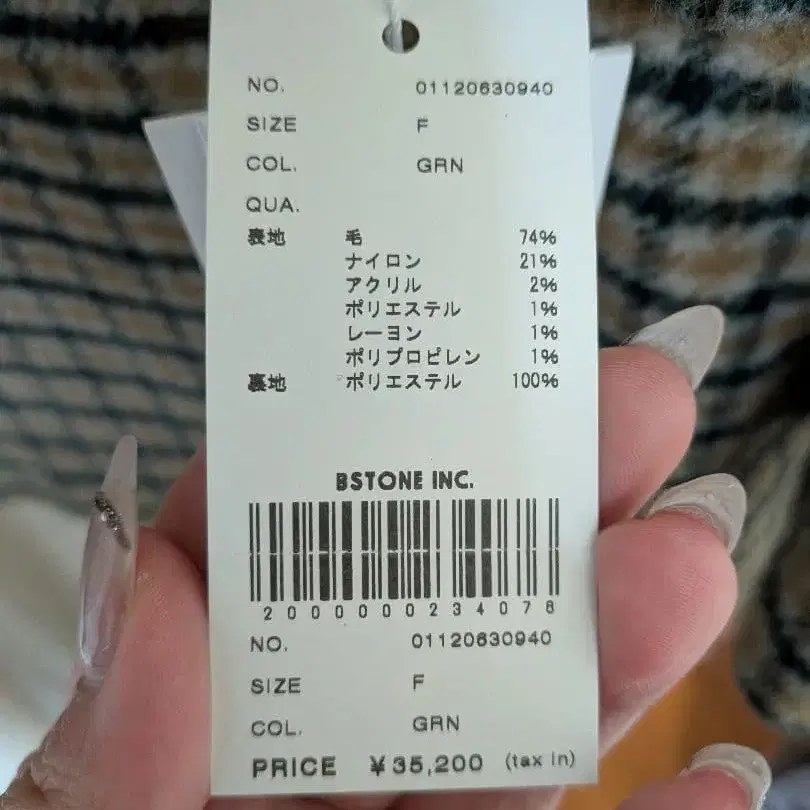 NO. 01120630940
SIZE F
COL. GRN
QUA.
表地 毛 74%
ナイロン 21%
アクリル 2%
ポリエステル 1%
レーヨン 1%
ポリプロピレン 1%
裏地 ポリエステル 100%
BSTONE INC.
2000000234078
NO. 01120630940
SIZE F
COL. GRN
PRICE ¥35,200 (tax in)